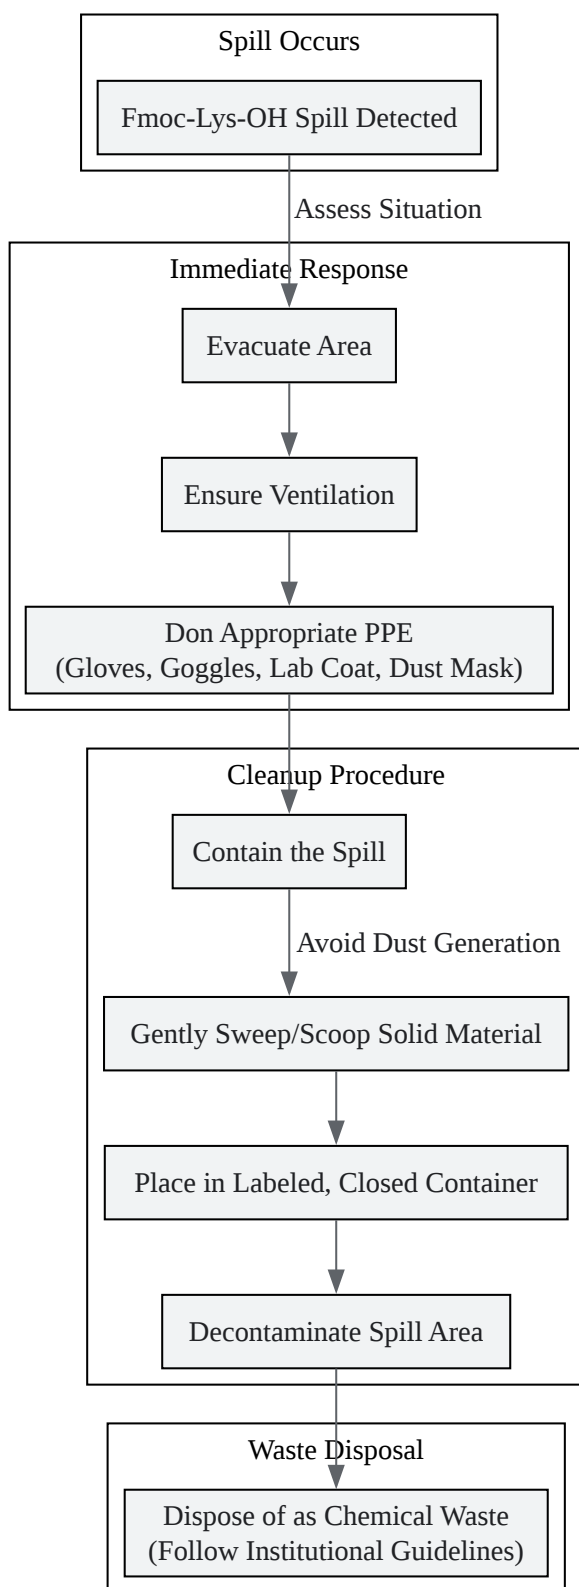 Spill Occurs
Fmoc-Lys-OH Spill Detected
Assess Situation
Immediate Response
Evacuate Area
Ensure Ventilation
Don Appropriate PPE
(Gloves, Goggles, Lab Coat, Dust Mask)
Cleanup Procedure
Contain the Spill
Avoid Dust Generation
Gently Sweep/Scoop Solid Material
Place in Labeled, Closed Container
Decontaminate Spill Area
Waste Disposal
Dispose of as Chemical Waste
(Follow Institutional Guidelines)